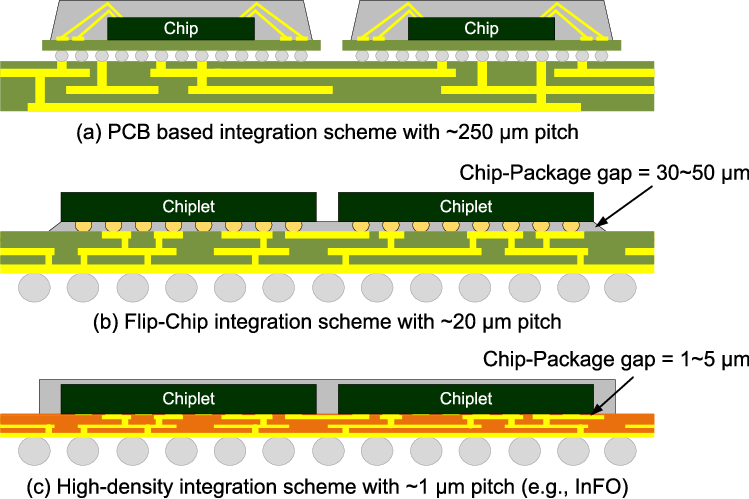 Chip
Chip
(a) PCB based integration scheme with ~250 μm pitch
Chip-Package gap = 30~50 μm
Chiplet
Chiplet
(b) Flip-Chip integration scheme with ~20 μm pitch
Chip-Package gap = 1~5 μm
Chiplet
Chiplet
(c) High-density integration scheme with ~1 μm pitch (e.g., InFO)